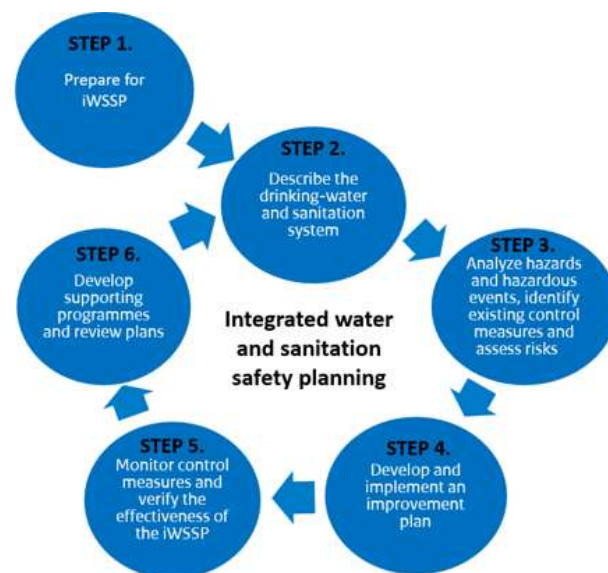 STEP 1.
Prepare for
iWSSP
STEP 2.
Describe the
drinking-water
and sanitation
system
STEP 3.
Analyze hazards
and hazardous
events, identify
existing control
measures and
assess risks
STEP 4.
Develop and
implement an
improvement
plan
STEP 5.
Monitor control
measures and
verify the
effectiveness of
the iWSSP
STEP 6.
Develop
supporting
programmes
and review plans
Integrated water
and sanitation
safety planning